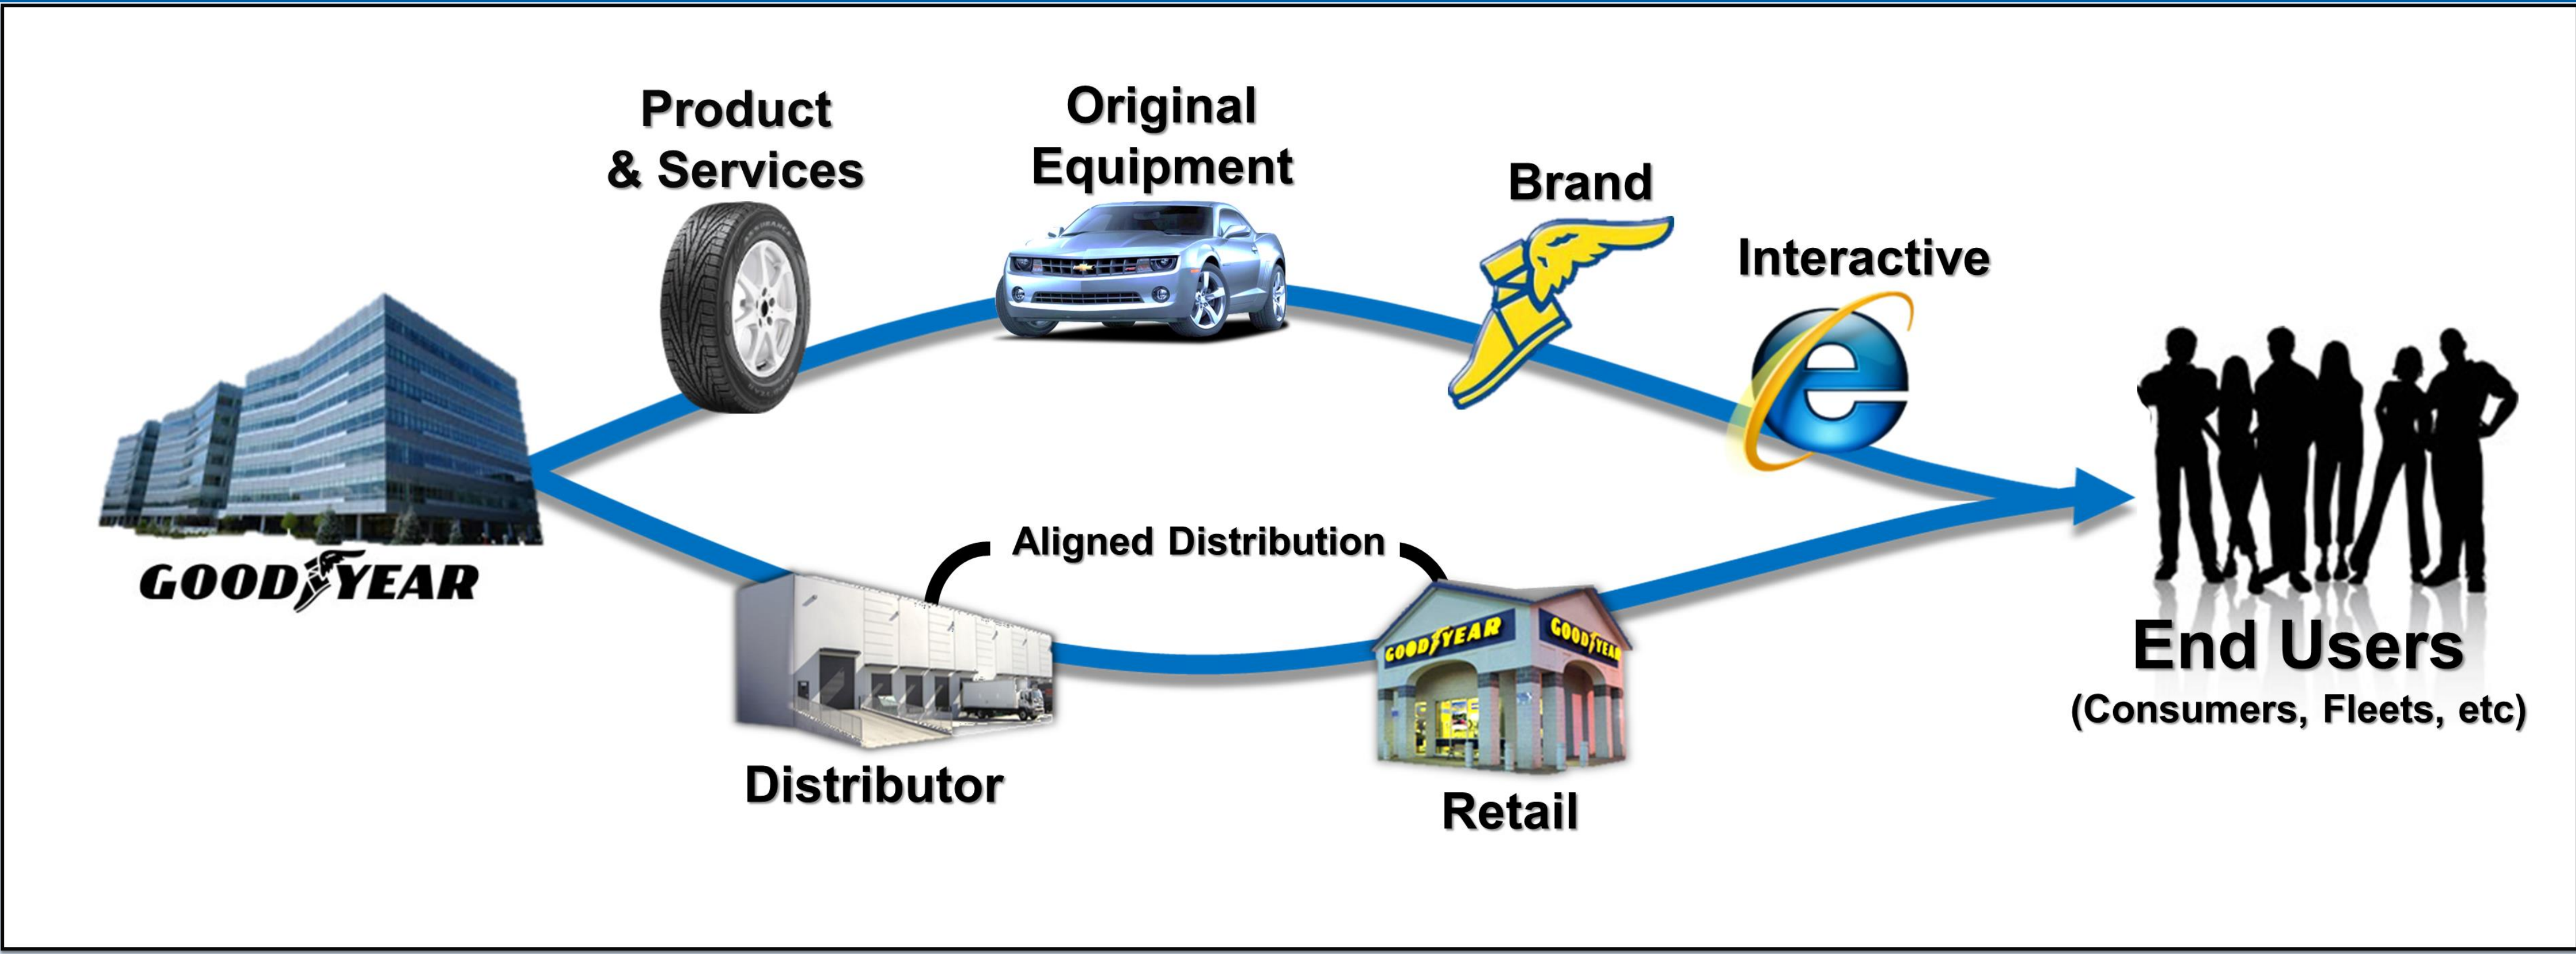 Product
& Services
Original
Equipment
Brand
Interactive
GOODYEAR
Aligned Distribution
GOODYEAR
GOODYEAR
Distributor
Retail
End Users
(Consumers, Fleets, etc)